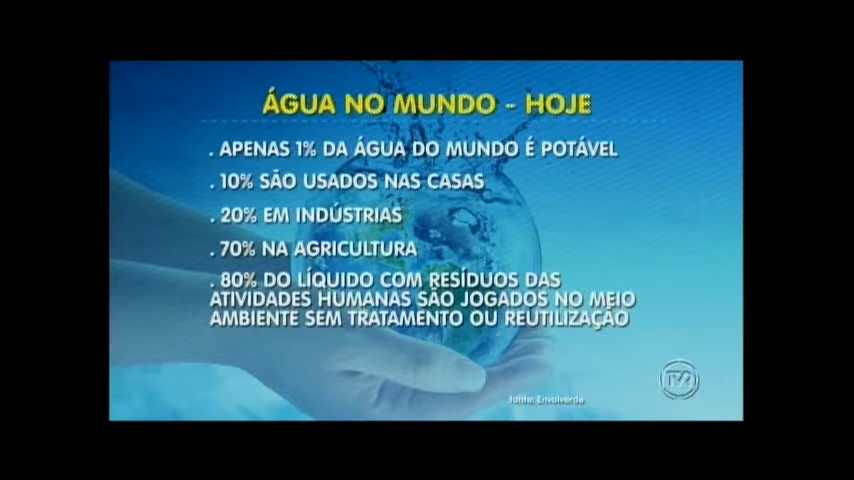 ÁGUA NO MUNDO - HOJE
. APENAS 1% DA ÁGUA DO MUNDO É POTÁVEL
. 10% SÃO USADOS NAS CASAS
. 20% EM INDÚSTRIAS
. 70% NA AGRICULTURA
. 80% DO LÍQUIDO COM RESÍDUOS DAS
ATIVIDADES HUMANAS SÃO JOGADOS NO MEIO
AMBIENTE SEM TRATAMENTO OU REUTILIZAÇÃO
fonte: Envolverde